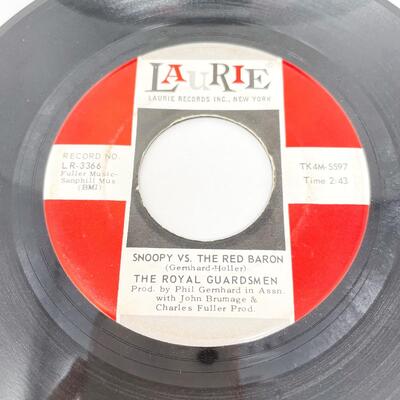 LAURIE
LAURIE RECORDS INC., NEW YORK
RECORD NO.
LR-3366
Fuller Music-
Sanphill Mus
(BMI)
TK4M-5597
Time 2:43
SNOOPY VS. THE RED BARON
(Gernhard-Holler)
THE ROYAL GUARDSMEN
Prod. by Phil Gernhard in Assn.
with John Brumage &
Charles Fuller Prod.